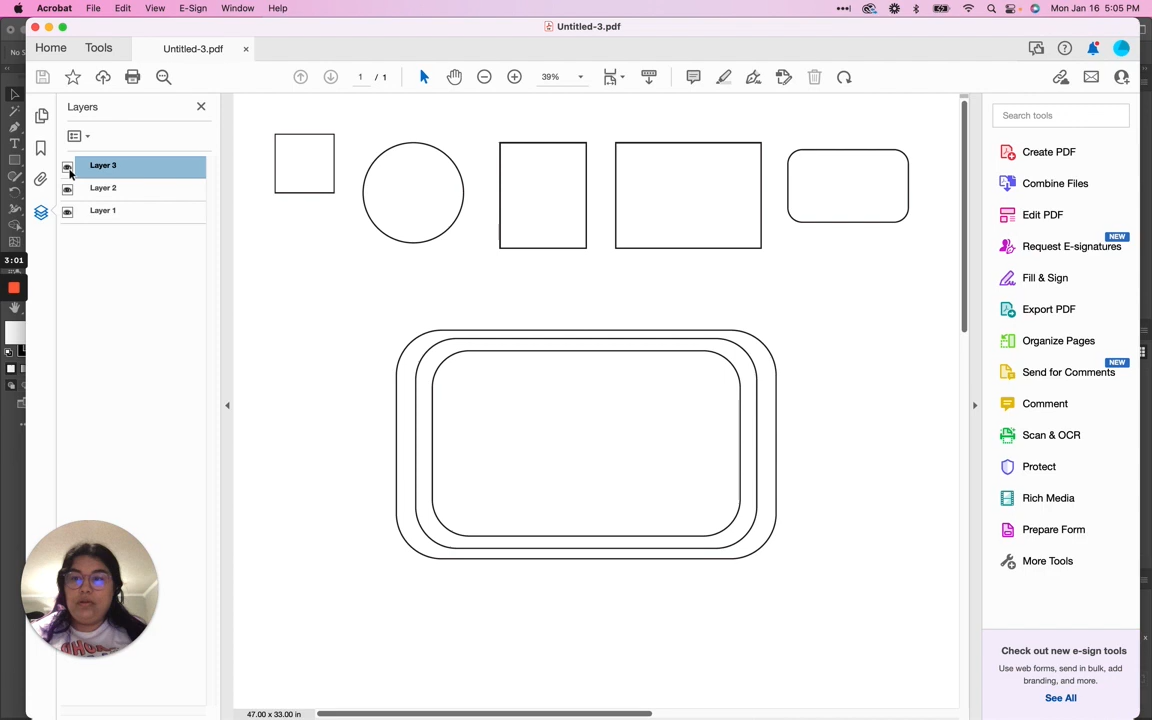 Acrobat File Edit View E-Sign Window Help
Mon Jan 16 5:05 PM
Untitled-3.pdf
Home Tools Untitled-3.pdf ×
No S
1 / 1
39%
Layers
Search tools
Layer 3
Layer 2
Layer 1
3:01
Create PDF
Combine Files
Edit PDF
NEW
Request E-signatures
Fill & Sign
Export PDF
Organize Pages
NEW
Send for Comments
Comment
Scan & OCR
Protect
Rich Media
Prepare Form
More Tools
Check out new e-sign tools
Use web forms, send in bulk, add
branding, and more.
See All
47.00 x 33.00 in